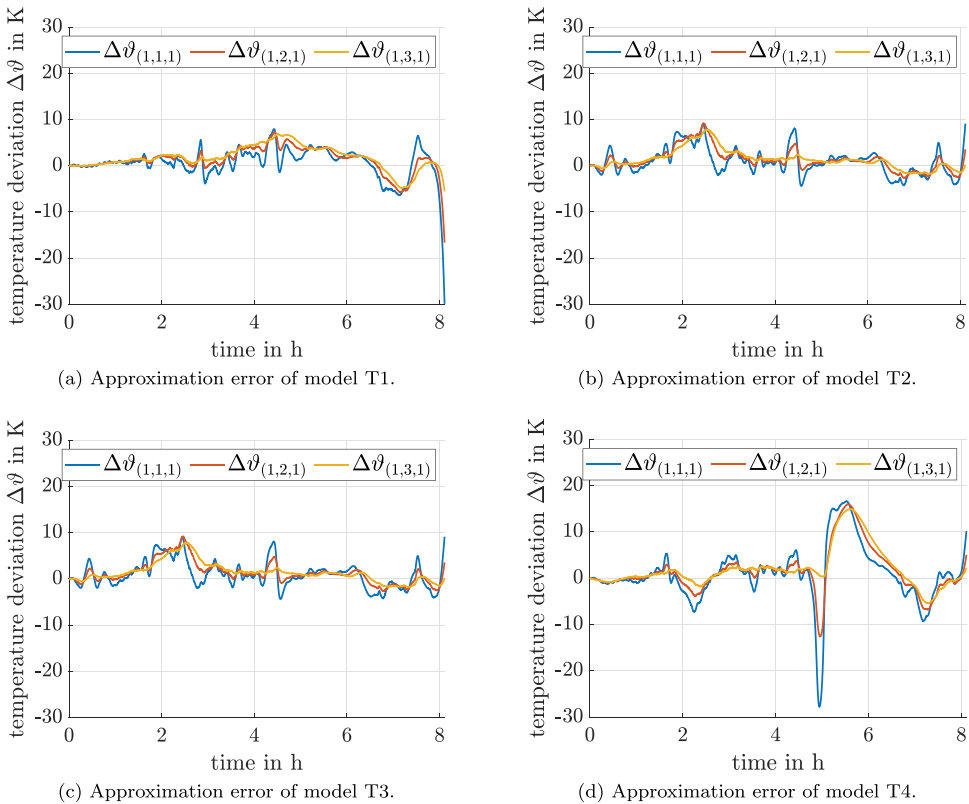 temperature deviation Δϑ in K
30
20
10
0
-10
-20
-30
Δϑ(1,1,1) Δϑ(1,2,1) Δϑ(1,3,1)
0 2 4 6 8
time in h
(a) Approximation error of model T1.
temperature deviation Δϑ in K
30
20
10
0
-10
-20
-30
Δϑ(1,1,1) Δϑ(1,2,1) Δϑ(1,3,1)
0 2 4 6 8
time in h
(b) Approximation error of model T2.
temperature deviation Δϑ in K
30
20
10
0
-10
-20
-30
Δϑ(1,1,1) Δϑ(1,2,1) Δϑ(1,3,1)
0 2 4 6 8
time in h
(c) Approximation error of model T3.
temperature deviation Δϑ in K
30
20
10
0
-10
-20
-30
Δϑ(1,1,1) Δϑ(1,2,1) Δϑ(1,3,1)
0 2 4 6 8
time in h
(d) Approximation error of model T4.